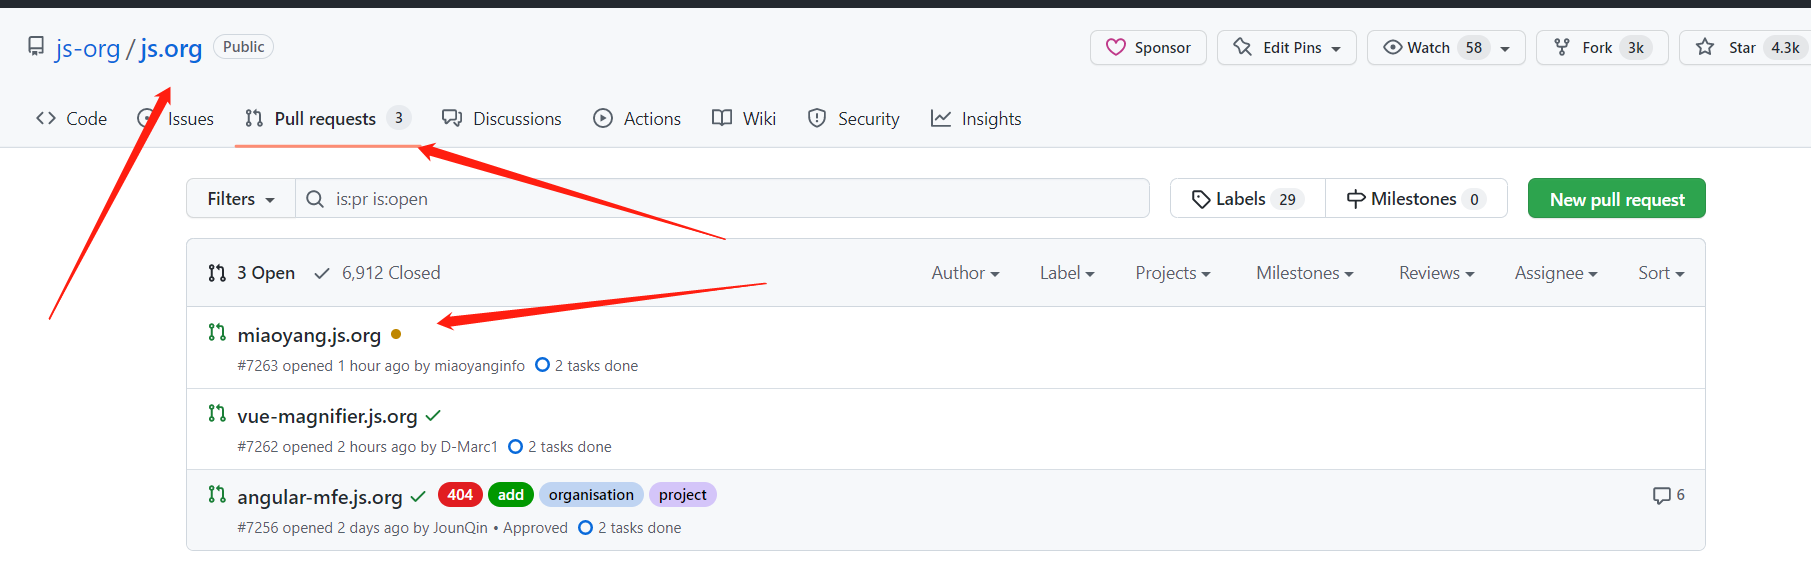 js-org / js.org Public Sponsor Edit Pins Watch 58 Fork 3k Star 4.3k
Code Issues Pull requests 3 Discussions Actions Wiki Security Insights
Filters is:pr is:open Labels 29 Milestones 0 New pull request
3 Open 6,912 Closed Author Label Projects Milestones Reviews Assignee Sort
miaoyang.js.org
#7263 opened 1 hour ago by miaoyanginfo 2 tasks done
vue-magnifier.js.org
#7262 opened 2 hours ago by D-Marc1 2 tasks done
angular-mfe.js.org 404 add organisation project 6
#7256 opened 2 days ago by JounQin • Approved 2 tasks done